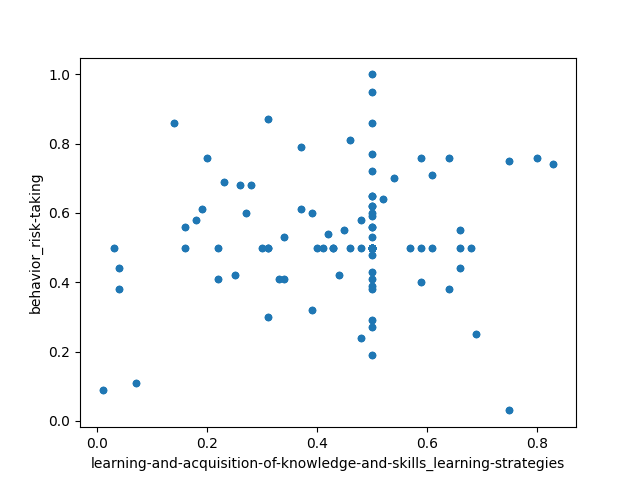 1.0
0.8
0.6
0.4
0.2
0.0
behavior_risk-taking
0.0 0.2 0.4 0.6 0.8
learning-and-acquisition-of-knowledge-and-skills_learning-strategies